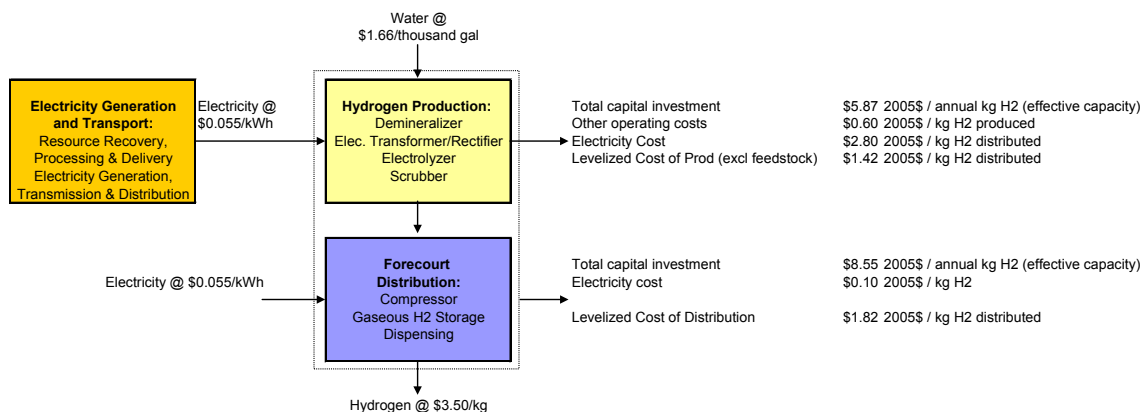 Water @
$1.66/thousand gal
Electricity Generation
and Transport:
Resource Recovery,
Processing & Delivery
Electricity Generation,
Transmission & Distribution
Electricity @
$0.055/kWh
Hydrogen Production:
Demineralizer
Elec. Transformer/Rectifier
Electrolyzer
Scrubber
Total capital investment $5.87 2005$ / annual kg H2 (effective capacity)
Other operating costs $0.60 2005$ / kg H2 produced
Electricity Cost $2.80 2005$ / kg H2 distributed
Levelized Cost of Prod (excl feedstock) $1.42 2005$ / kg H2 distributed
Electricity @ $0.055/kWh
Forecourt
Distribution:
Compressor
Gaseous H2 Storage
Dispensing
Total capital investment $8.55 2005$ / annual kg H2 (effective capacity)
Electricity cost $0.10 2005$ / kg H2
Levelized Cost of Distribution $1.82 2005$ / kg H2 distributed
Hydrogen @ $3.50/kg